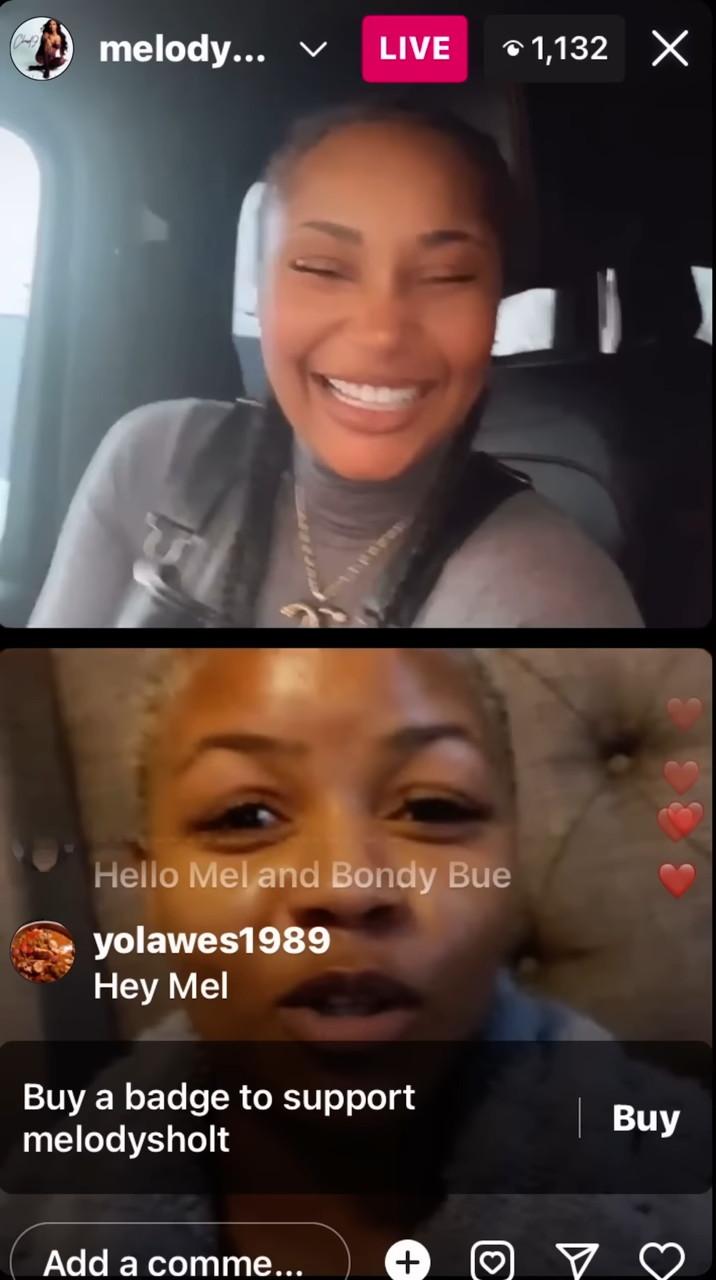 melody...
LIVE
1,132
Hello Mel and Bondy Bue
yolawes1989
Hey Mel
Buy a badge to support
melodysholt
Buy
Add a comme...